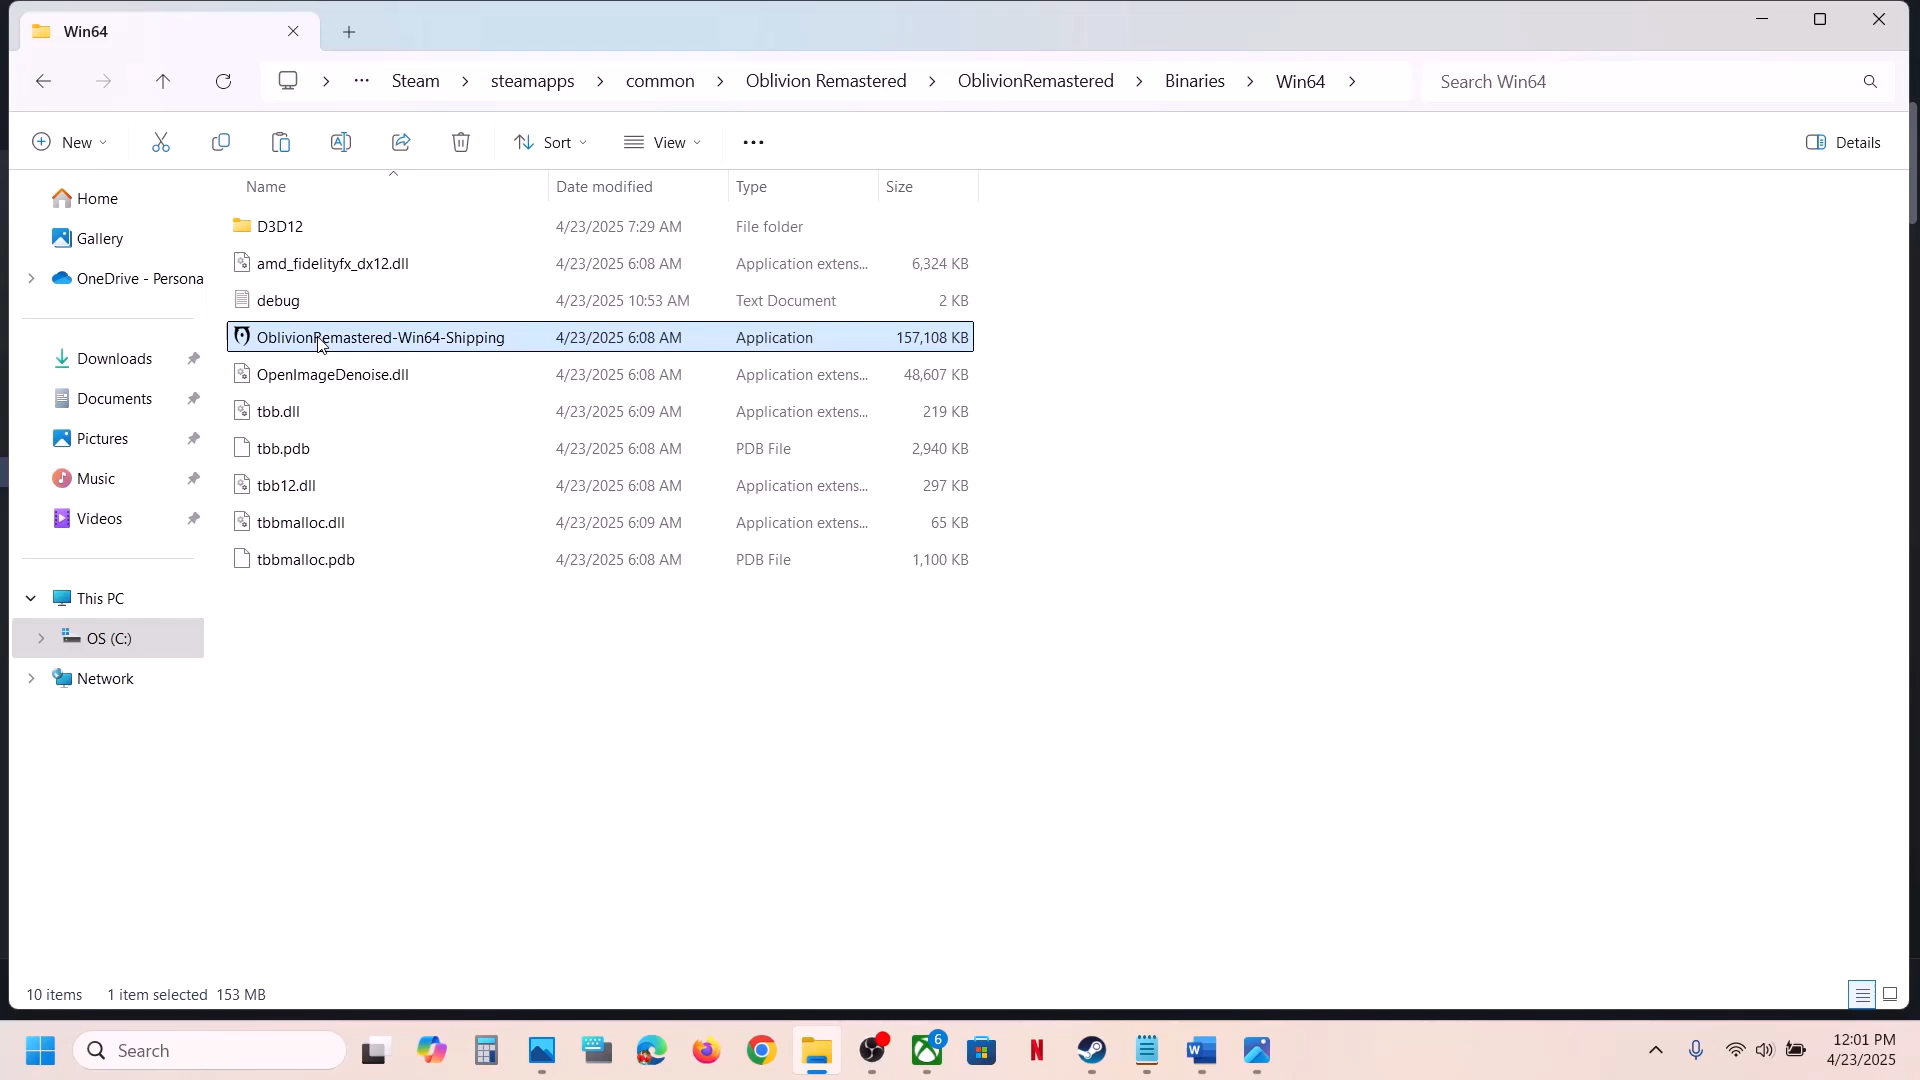 Win64
Steam > steamapps > common > Oblivion Remastered > OblivionRemastered > Binaries > Win64 >
Search Win64
New
Sort
View
Details
Name
Date modified
Type
Size
Home
Gallery
OneDrive - Persona
Downloads
Documents
Pictures
Music
Videos
This PC
OS (C:)
Network
D3D12 4/23/2025 7:29 AM File folder
amd_fidelityfx_dx12.dll 4/23/2025 6:08 AM Application extens... 6,324 KB
debug 4/23/2025 10:53 AM Text Document 2 KB
OblivionRemastered-Win64-Shipping 4/23/2025 6:08 AM Application 157,108 KB
OpenImageDenoise.dll 4/23/2025 6:08 AM Application extens... 48,607 KB
tbb.dll 4/23/2025 6:09 AM Application extens... 219 KB
tbb.pdb 4/23/2025 6:08 AM PDB File 2,940 KB
tbb12.dll 4/23/2025 6:08 AM Application extens... 297 KB
tbbmalloc.dll 4/23/2025 6:09 AM Application extens... 65 KB
tbbmalloc.pdb 4/23/2025 6:08 AM PDB File 1,100 KB
10 items 1 item selected 153 MB
Search
6
12:01 PM
4/23/2025